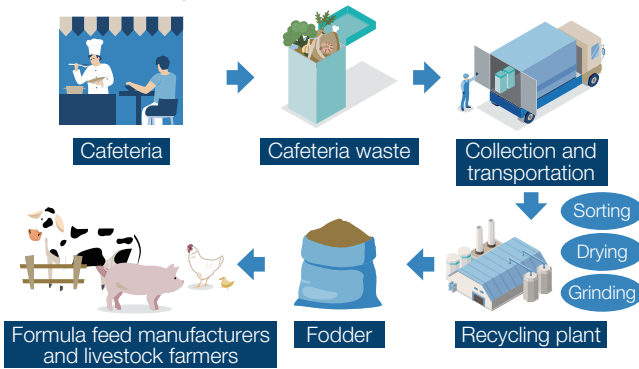 Cafeteria
Cafeteria waste
Collection and
transportation
Sorting
Drying
Grinding
Recycling plant
Fodder
Formula feed manufacturers
and livestock farmers